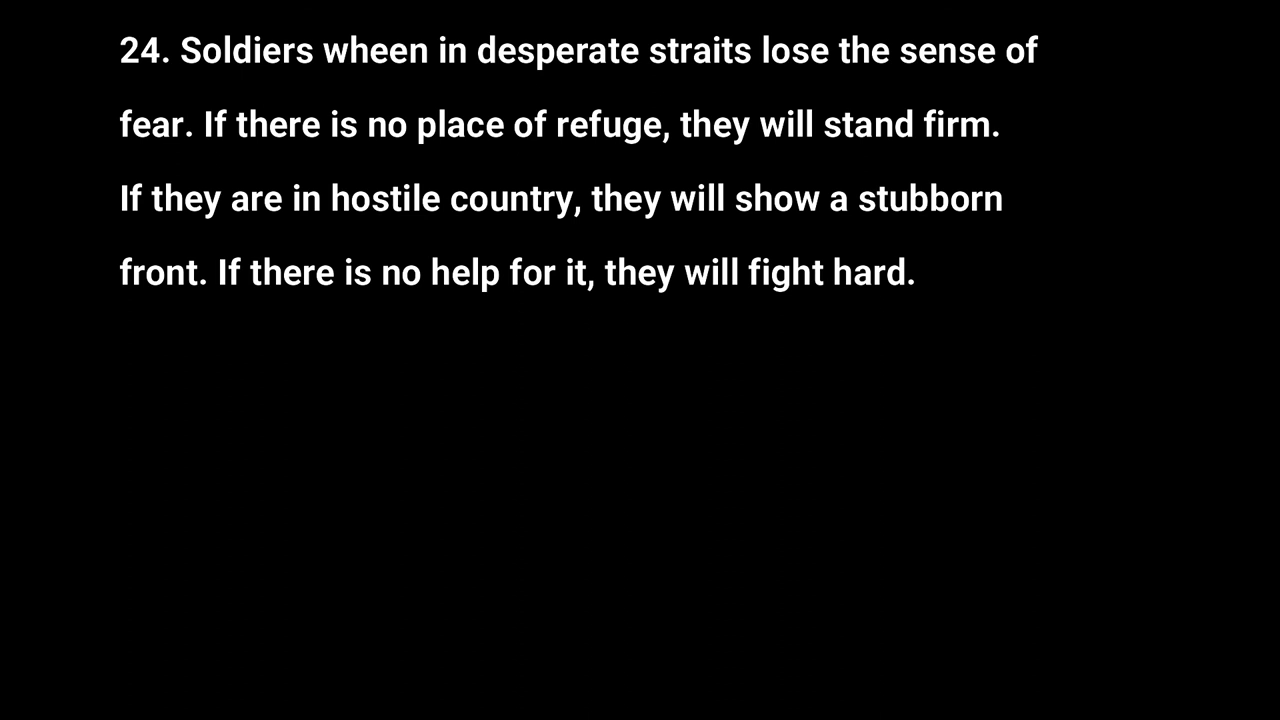 24. Soldiers wheen in desperate straits lose the sense of
fear. If there is no place of refuge, they will stand firm.
If they are in hostile country, they will show a stubborn
front. If there is no help for it, they will fight hard.